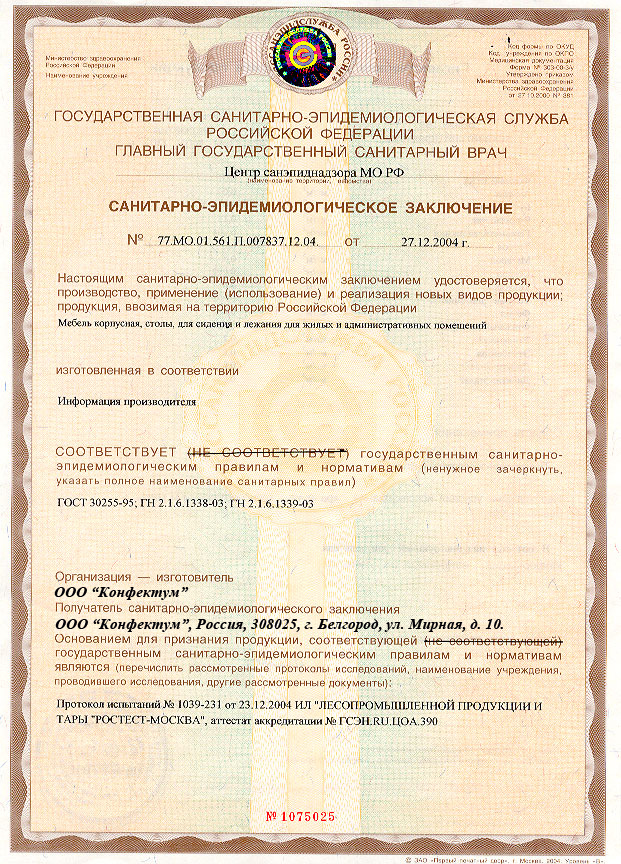 САНЭПИДСЛУЖБА РОССИИ
Министерство здравоохранения
Российской Федерации
Наименование учреждения
Код формы по ОКУД
Код учреждения по ОКПО
Медицинская документация
Форма № 303-00-3/у
Утверждено приказом
Министерства здравоохранения
Российской Федерации
от 27.10.2000 № 381
ГОСУДАРСТВЕННАЯ САНИТАРНО-ЭПИДЕМИОЛОГИЧЕСКАЯ СЛУЖБА
РОССИЙСКОЙ ФЕДЕРАЦИИ
ГЛАВНЫЙ ГОСУДАРСТВЕННЫЙ САНИТАРНЫЙ ВРАЧ
Центр санэпиднадзора МО РФ
(наименование территории, ведомства)
САНИТАРНО-ЭПИДЕМИОЛОГИЧЕСКОЕ ЗАКЛЮЧЕНИЕ
№ 77.МО.01.561.П.007837.12.04. ОТ 27.12.2004 г.
Настоящим санитарно-эпидемиологическим заключением удостоверяется, что
производство, применение (использование) и реализация новых видов продукции;
продукция, ввозимая на территорию Российской Федерации
Мебель корпусная, столы, для сидения и лежания для жилых и административных помещений
изготовленная в соответствии
Информация производителя
СООТВЕТСТВУЕТ (НЕ СООТВЕТСТВУЕТ) государственным санитарно-
эпидемиологическим правилам и нормативам (ненужное зачеркнуть,
указать полное наименование санитарных правил)
ГОСТ 30255-95; ГН 2.1.6.1338-03; ГН 2.1.6.1339-03
Организация — изготовитель
ООО “Конфектум”
Получатель санитарно-эпидемиологического заключения
ООО “Конфектум”, Россия, 308025, г. Белгород, ул. Мирная, д. 10.
Основанием для признания продукции, соответствующей (не соответствующей)
государственным санитарно-эпидемиологическим правилам и нормативам
являются (перечислить рассмотренные протоколы исследований, наименование учреждения,
проводившего исследования, другие рассмотренные документы):
Протокол испытаний № 1039-231 от 23.12.2004 ИЛ "ЛЕСОПРОМЫШЛЕННОЙ ПРОДУКЦИИ И
ТАРЫ "РОСТЕСТ-МОСКВА", аттестат аккредитации № ГСЭН.RU.ЦОА.390
№ 1075025
© ЗАО «Первый печатный двор», г. Москва, 2004, Уровень «В».